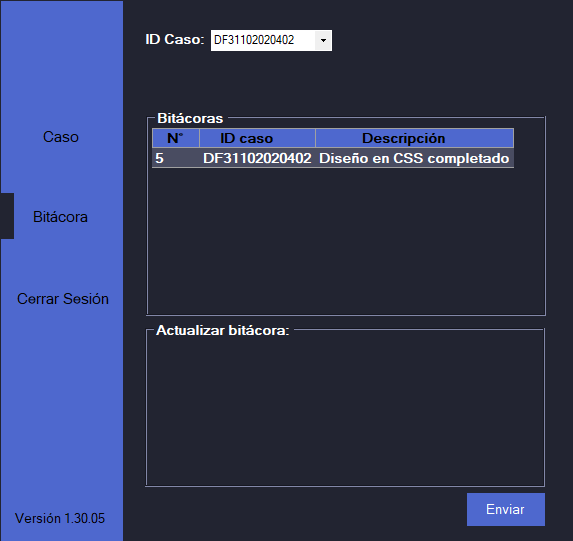 ID Caso: DF31102020402
Caso
Bitácora
Cerrar Sesión
Versión 1.30.05
Bitácoras
N° ID caso Descripción
5 DF31102020402 Diseño en CSS completado
Actualizar bitácora:
Enviar